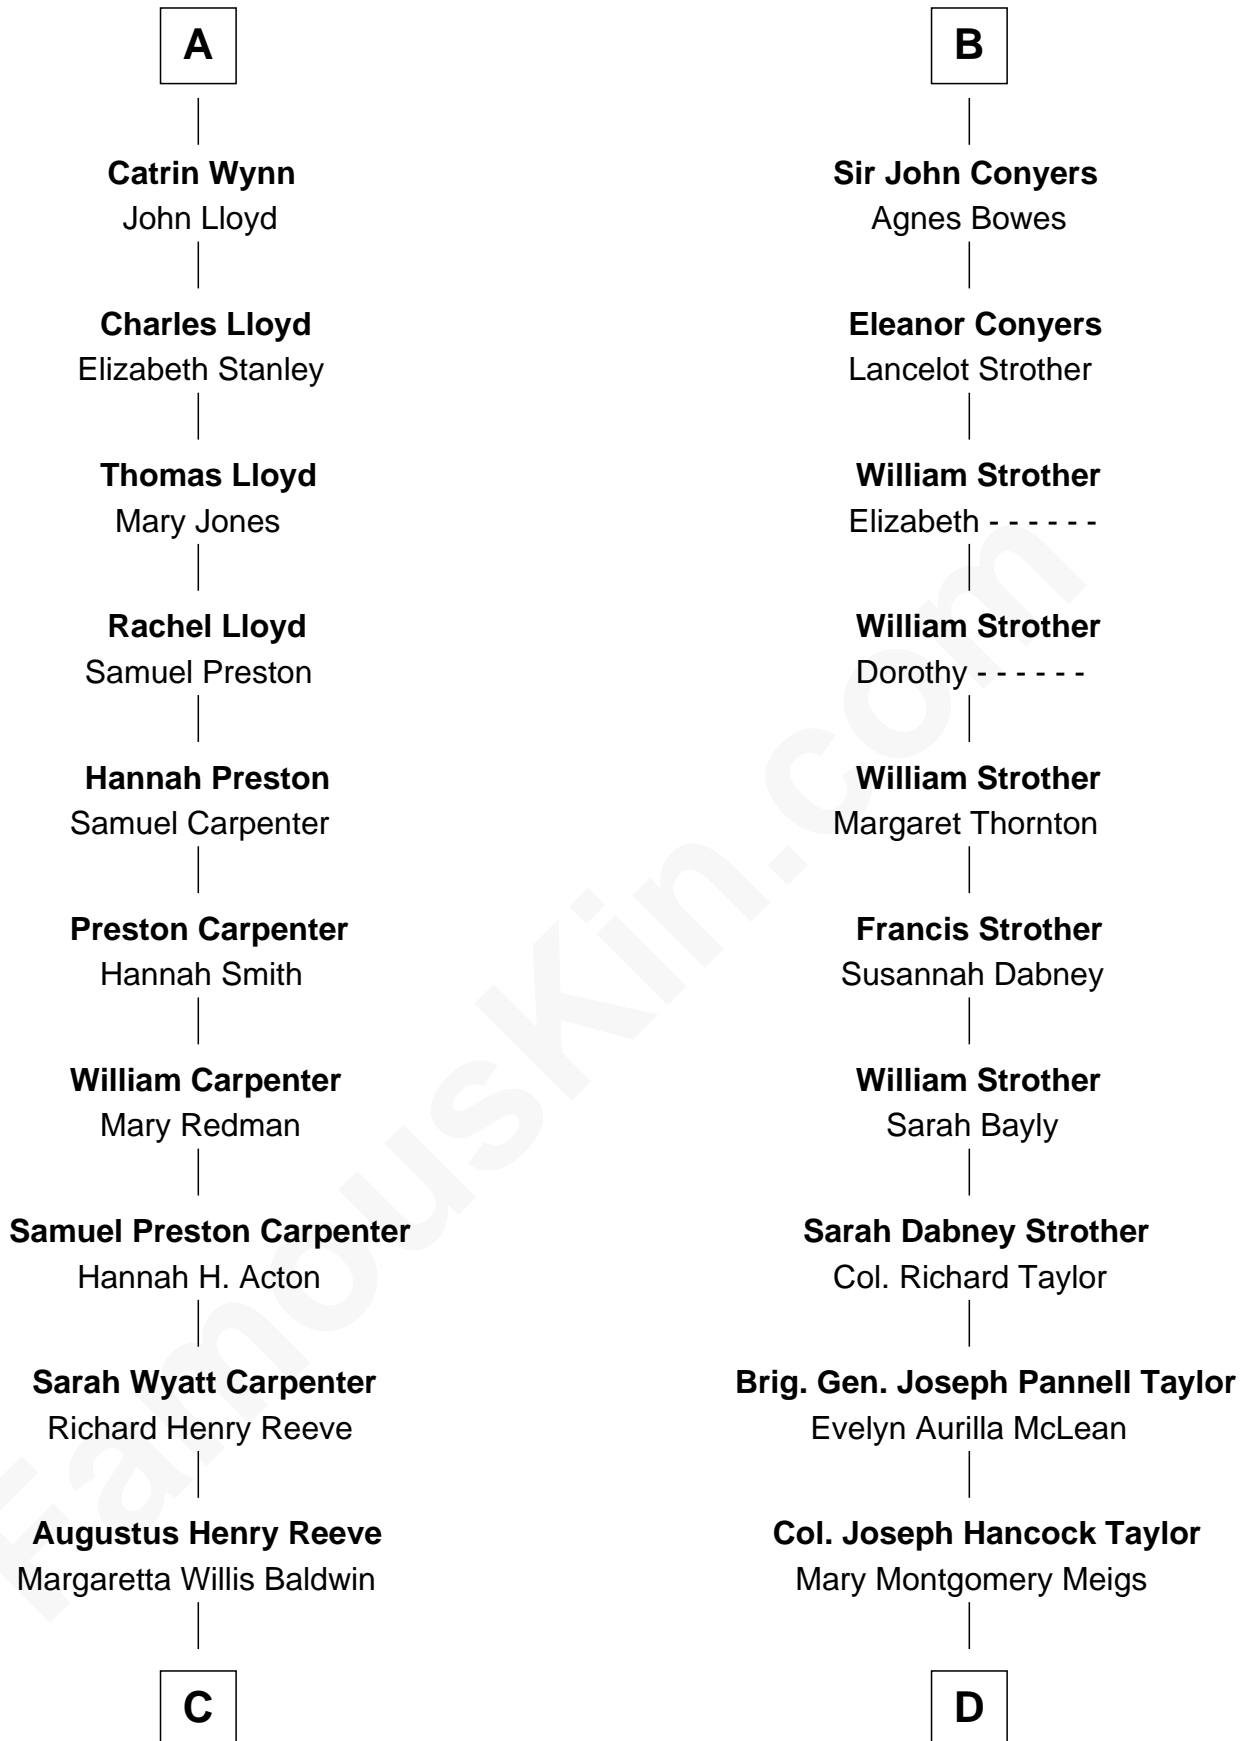 A
Catrin Wynn
John Lloyd
Charles Lloyd
Elizabeth Stanley
Thomas Lloyd
Mary Jones
Rachel Lloyd
Samuel Preston
Hannah Preston
Samuel Carpenter
Preston Carpenter
Hannah Smith
William Carpenter
Mary Redman
Samuel Preston Carpenter
Hannah H. Acton
Sarah Wyatt Carpenter
Richard Henry Reeve
Augustus Henry Reeve
Margaretta Willis Baldwin
C
B
Sir John Conyers
Agnes Bowes
Eleanor Conyers
Lancelot Strother
William Strother
Elizabeth - - - - - -
William Strother
Dorothy - - - - - -
William Strother
Margaret Thornton
Francis Strother
Susannah Dabney
William Strother
Sarah Bayly
Sarah Dabney Strother
Col. Richard Taylor
Brig. Gen. Joseph Pannell Taylor
Evelyn Aurilla McLean
Col. Joseph Hancock Taylor
Mary Montgomery Meigs
D
FamousKin.com